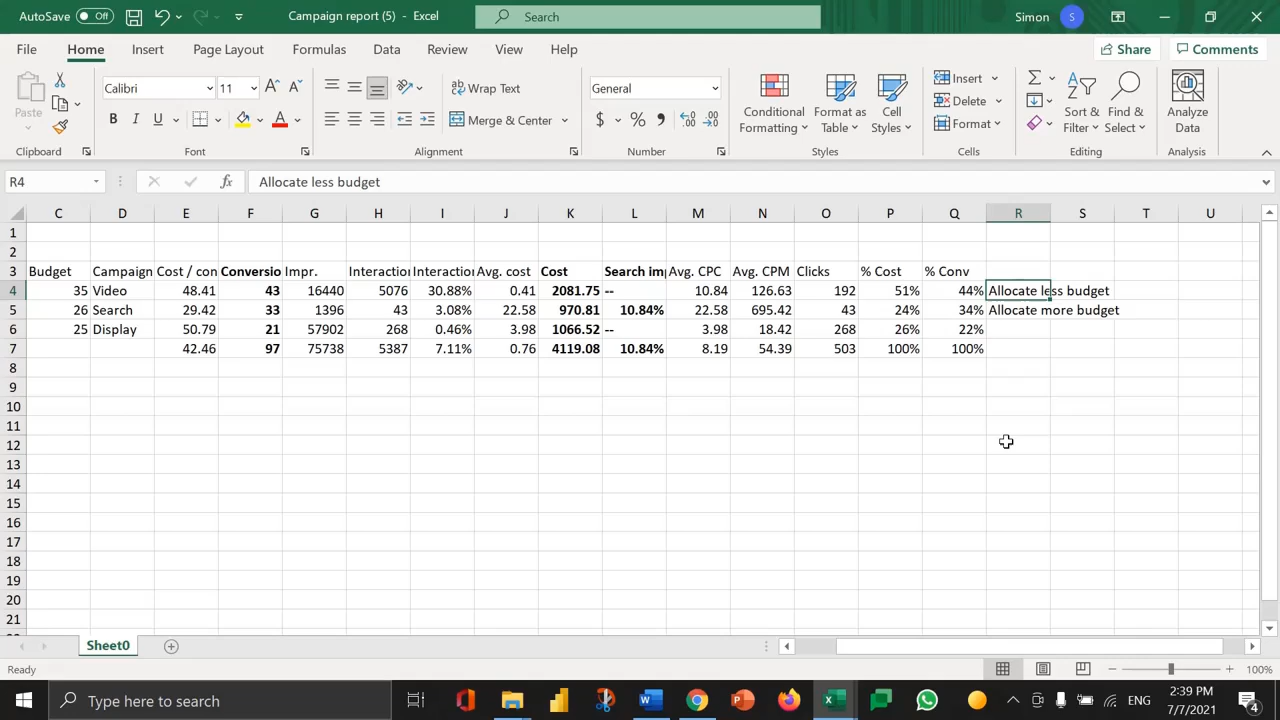 AutoSave Off Campaign report (5) - Excel Search Simon S
File Home Insert Page Layout Formulas Data Review View Help Share Comments
Paste Calibri 11 Wrap Text General Conditional Formatting Format as Table Cell Styles Insert Sort & Filter Find & Select Analyze Data
B I U A Merge & Center $ % Delete
Format
Clipboard Font Alignment Number Styles Cells Editing Analysis
R4 fx Allocate less budget
C D E F G H I J K L M N O P Q R S T U
1
2
3 Budget Campaign Cost / con Conversio Impr. Interactio Interactio Avg. cost Cost Search im Avg. CPC Avg. CPM Clicks % Cost % Conv
4 35 Video 48.41 43 16440 5076 30.88% 0.41 2081.75 -- 10.84 126.63 192 51% 44% Allocate less budget
5 26 Search 29.42 33 1396 43 3.08% 22.58 970.81 10.84% 22.58 695.42 43 24% 34% Allocate more budget
6 25 Display 50.79 21 57902 268 0.46% 3.98 1066.52 -- 3.98 18.42 268 26% 22%
7 42.46 97 75738 5387 7.11% 0.76 4119.08 10.84% 8.19 54.39 503 100% 100%
8
9
10
11
12
13
14
15
16
17
18
19
20
21
Sheet0
Ready 100%
Type here to search ENG 2:39 PM
7/7/2021 4